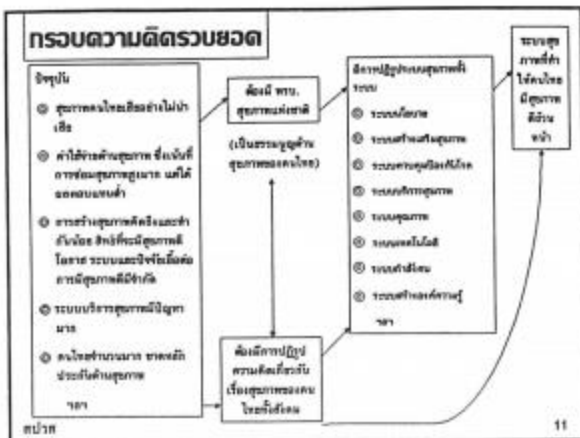 กรอบความคิดรวบยอด
ปัจจุบัน
สุขภาพคนไทยเสียอย่างไม่น่า
เสีย
ค่าใช้จ่ายด้านสุขภาพ ซึ่งเน้นที่
การซ่อมสุขภาพสูงมาก แต่ได้
ผลตอบแทนต่ำ
การสร้างสุขภาพคิดถึงและทำ
กันน้อย สิทธิที่จะมีสุขภาพดี
โอกาส ระบบและปัจจัยเอื้อต่อ
การมีสุขภาพดีมีจำกัด
ระบบบริการสุขภาพมีปัญหา
มาก
คนไทยจำนวนมาก ขาดหลัก
ประกันด้านสุขภาพ
ฯลฯ
ต้องมี พรบ.
สุขภาพแห่งชาติ
(เป็นธรรมนูญด้าน
สุขภาพของคนไทย)
ต้องมีการปฏิรูป
ความคิดเกี่ยวกับ
เรื่องสุขภาพของคน
ไทยทั้งสังคม
มีการปฏิรูประบบสุขภาพทั้ง
ระบบ
ระบบนโยบาย
ระบบสร้างเสริมสุขภาพ
ระบบควบคุมป้องกันโรค
ระบบบริการสุขภาพ
ระบบคุณภาพ
ระบบเทคโนโลยี
ระบบกำลังคน
ระบบสร้างองค์ความรู้
ฯลฯ
ระบบสุข
ภาพที่ทำ
ให้คนไทย
มีสุขภาพ
ดีถ้วน
หน้า
สปรส
11